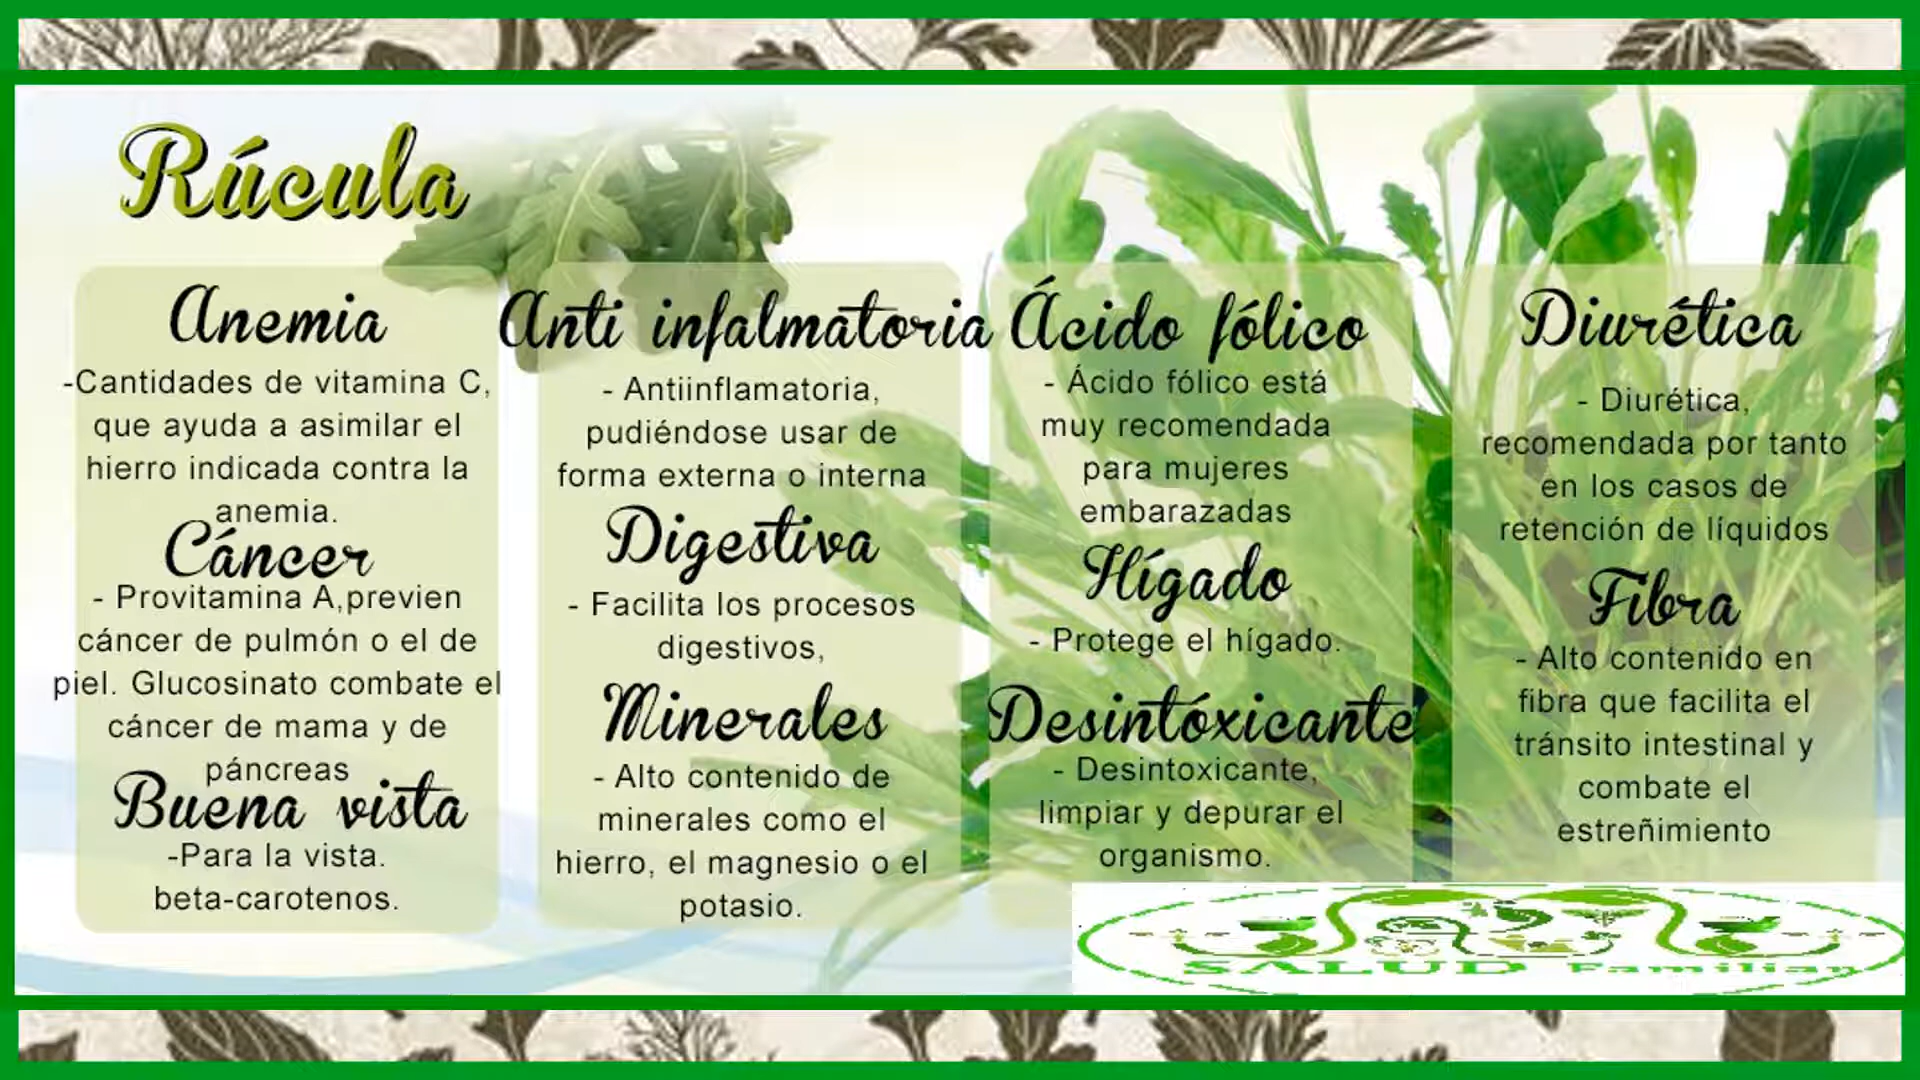 Rúcula
Anemia
-Cantidades de vitamina C,
que ayuda a asimilar el
hierro indicada contra la
anemia.
Cáncer
- Provitamina A,previen
cáncer de pulmón o el de
piel. Glucosinato combate el
cáncer de mama y de
páncreas
Buena vista
-Para la vista.
beta-carotenos.
Anti infalmatoria
- Antiinflamatoria,
pudiéndose usar de
forma externa o interna
Digestiva
- Facilita los procesos
digestivos,
Minerales
- Alto contenido de
minerales como el
hierro, el magnesio o el
potasio.
Ácido fólico
- Ácido fólico está
muy recomendada
para mujeres
embarazadas
Hígado
- Protege el hígado.
Desintóxicante
- Desintoxicante,
limpiar y depurar el
organismo.
Diurética
- Diurética,
recomendada por tanto
en los casos de
retención de líquidos
Fibra
- Alto contenido en
fibra que facilita el
tránsito intestinal y
combate el
estreñimiento
SALUD Familiar